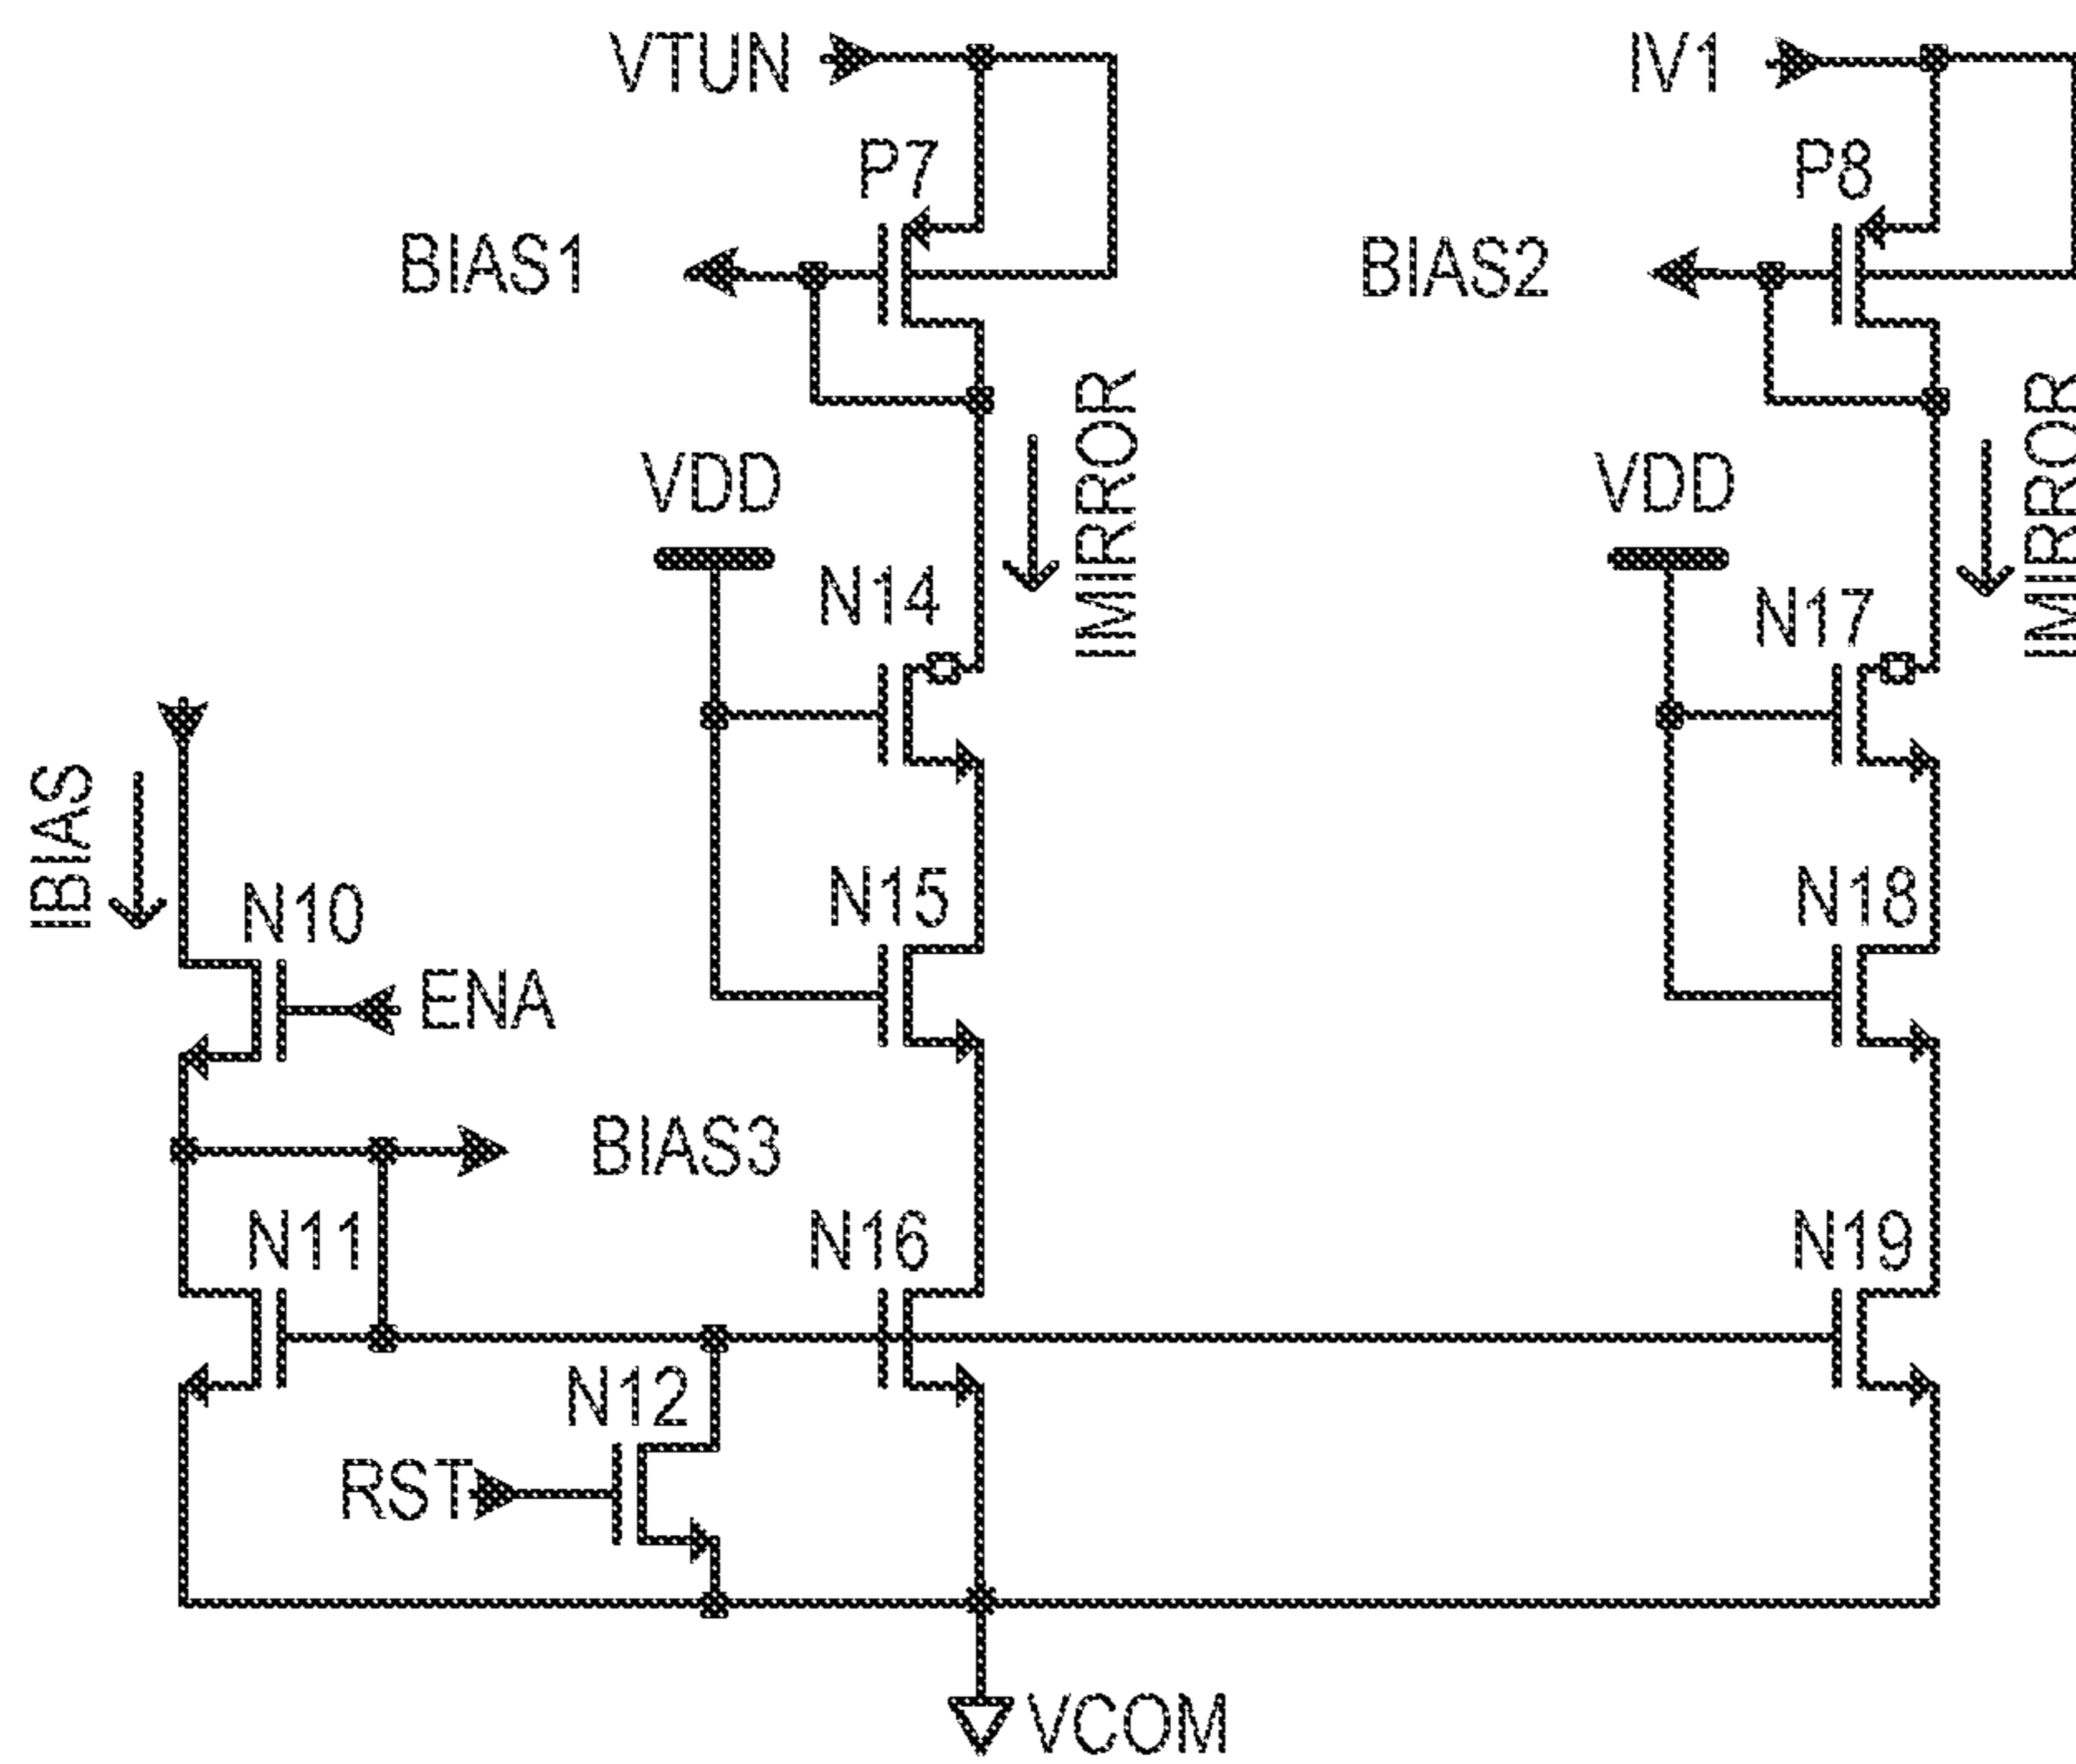 VTUN
IV1
P7
P8
BIAS1
BIAS2
IMIRROR
IMIRROR
VDD
VDD
N14
N17
IBIAS
N10
N15
N18
ENA
BIAS3
N11
N16
N19
N12
RST
VCOM